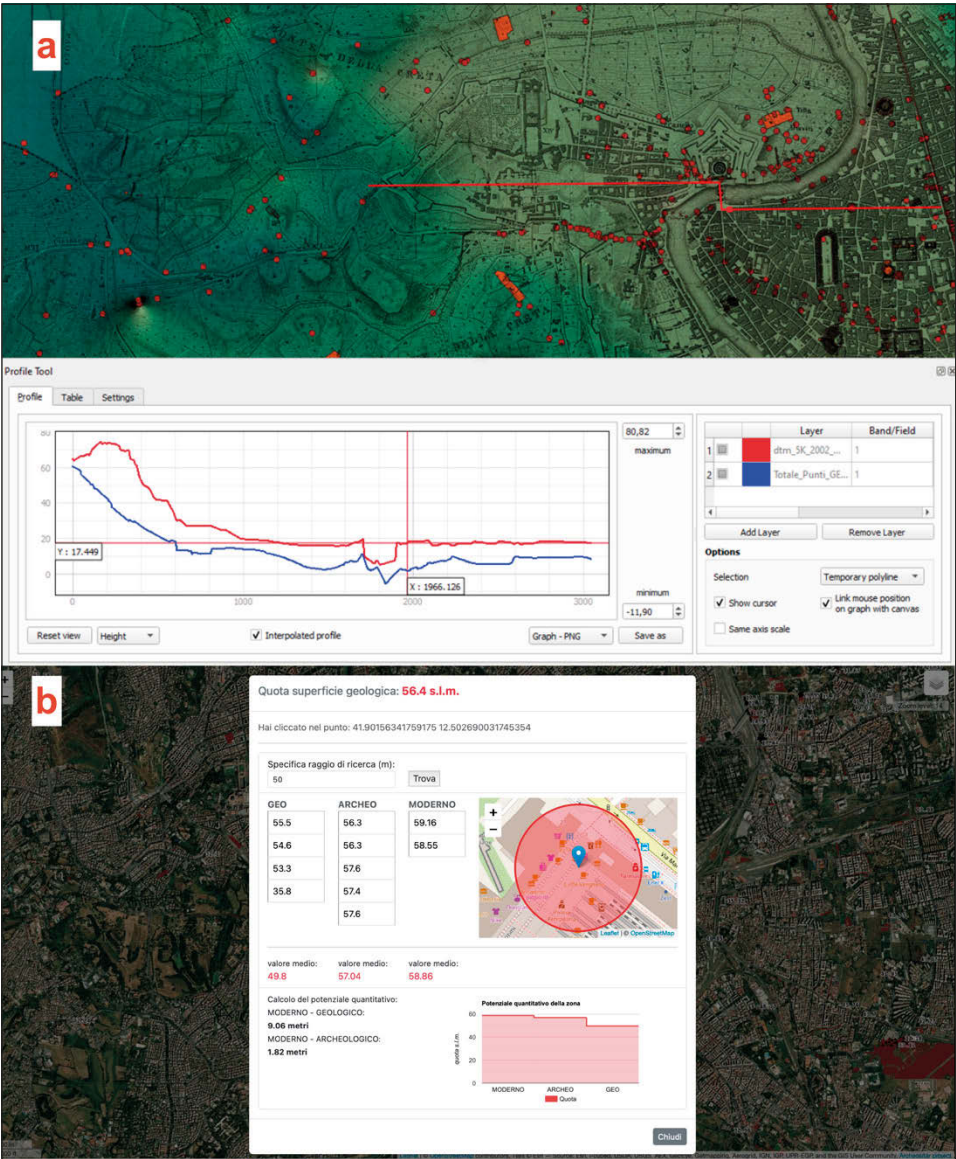 a
DELLA CRETA
Profile Tool
Profile Table Settings
80
60
40
20
0
Y : 17.449
X : 1966.126
0 1000 2000 3000
80,82
maximum
minimum
-11,90
Layer Band/Field
1 dtm_5K_2002_... 1
2 Totale_Punti_GE... 1
Add Layer Remove Layer
Options
Selection Temporary polyline
Show cursor
Link mouse position
on graph with canvas
Same axis scale
Reset view Height Interpolated profile Graph - PNG Save as
b
+
−
Quota superficie geologica: 56.4 s.l.m.
Hai cliccato nel punto: 41.90156341759175 12.502690031745354
Specifica raggio di ricerca (m):
50 Trova
GEO ARCHEO MODERNO
55.5 56.3 59.16
54.6 56.3 58.55
53.3 57.6
35.8 57.4
57.6
+
−
Leaflet | © OpenStreetMap
valore medio: valore medio: valore medio:
49.8 57.04 58.86
Calcolo del potenziale quantitativo:
MODERNO - GEOLOGICO:
9.06 metri
MODERNO - ARCHEOLOGICO:
1.82 metri
Potenziale quantitativo della zona
quota s.l.m.
60
40
20
0
MODERNO ARCHEO GEO
Quota
Chiudi